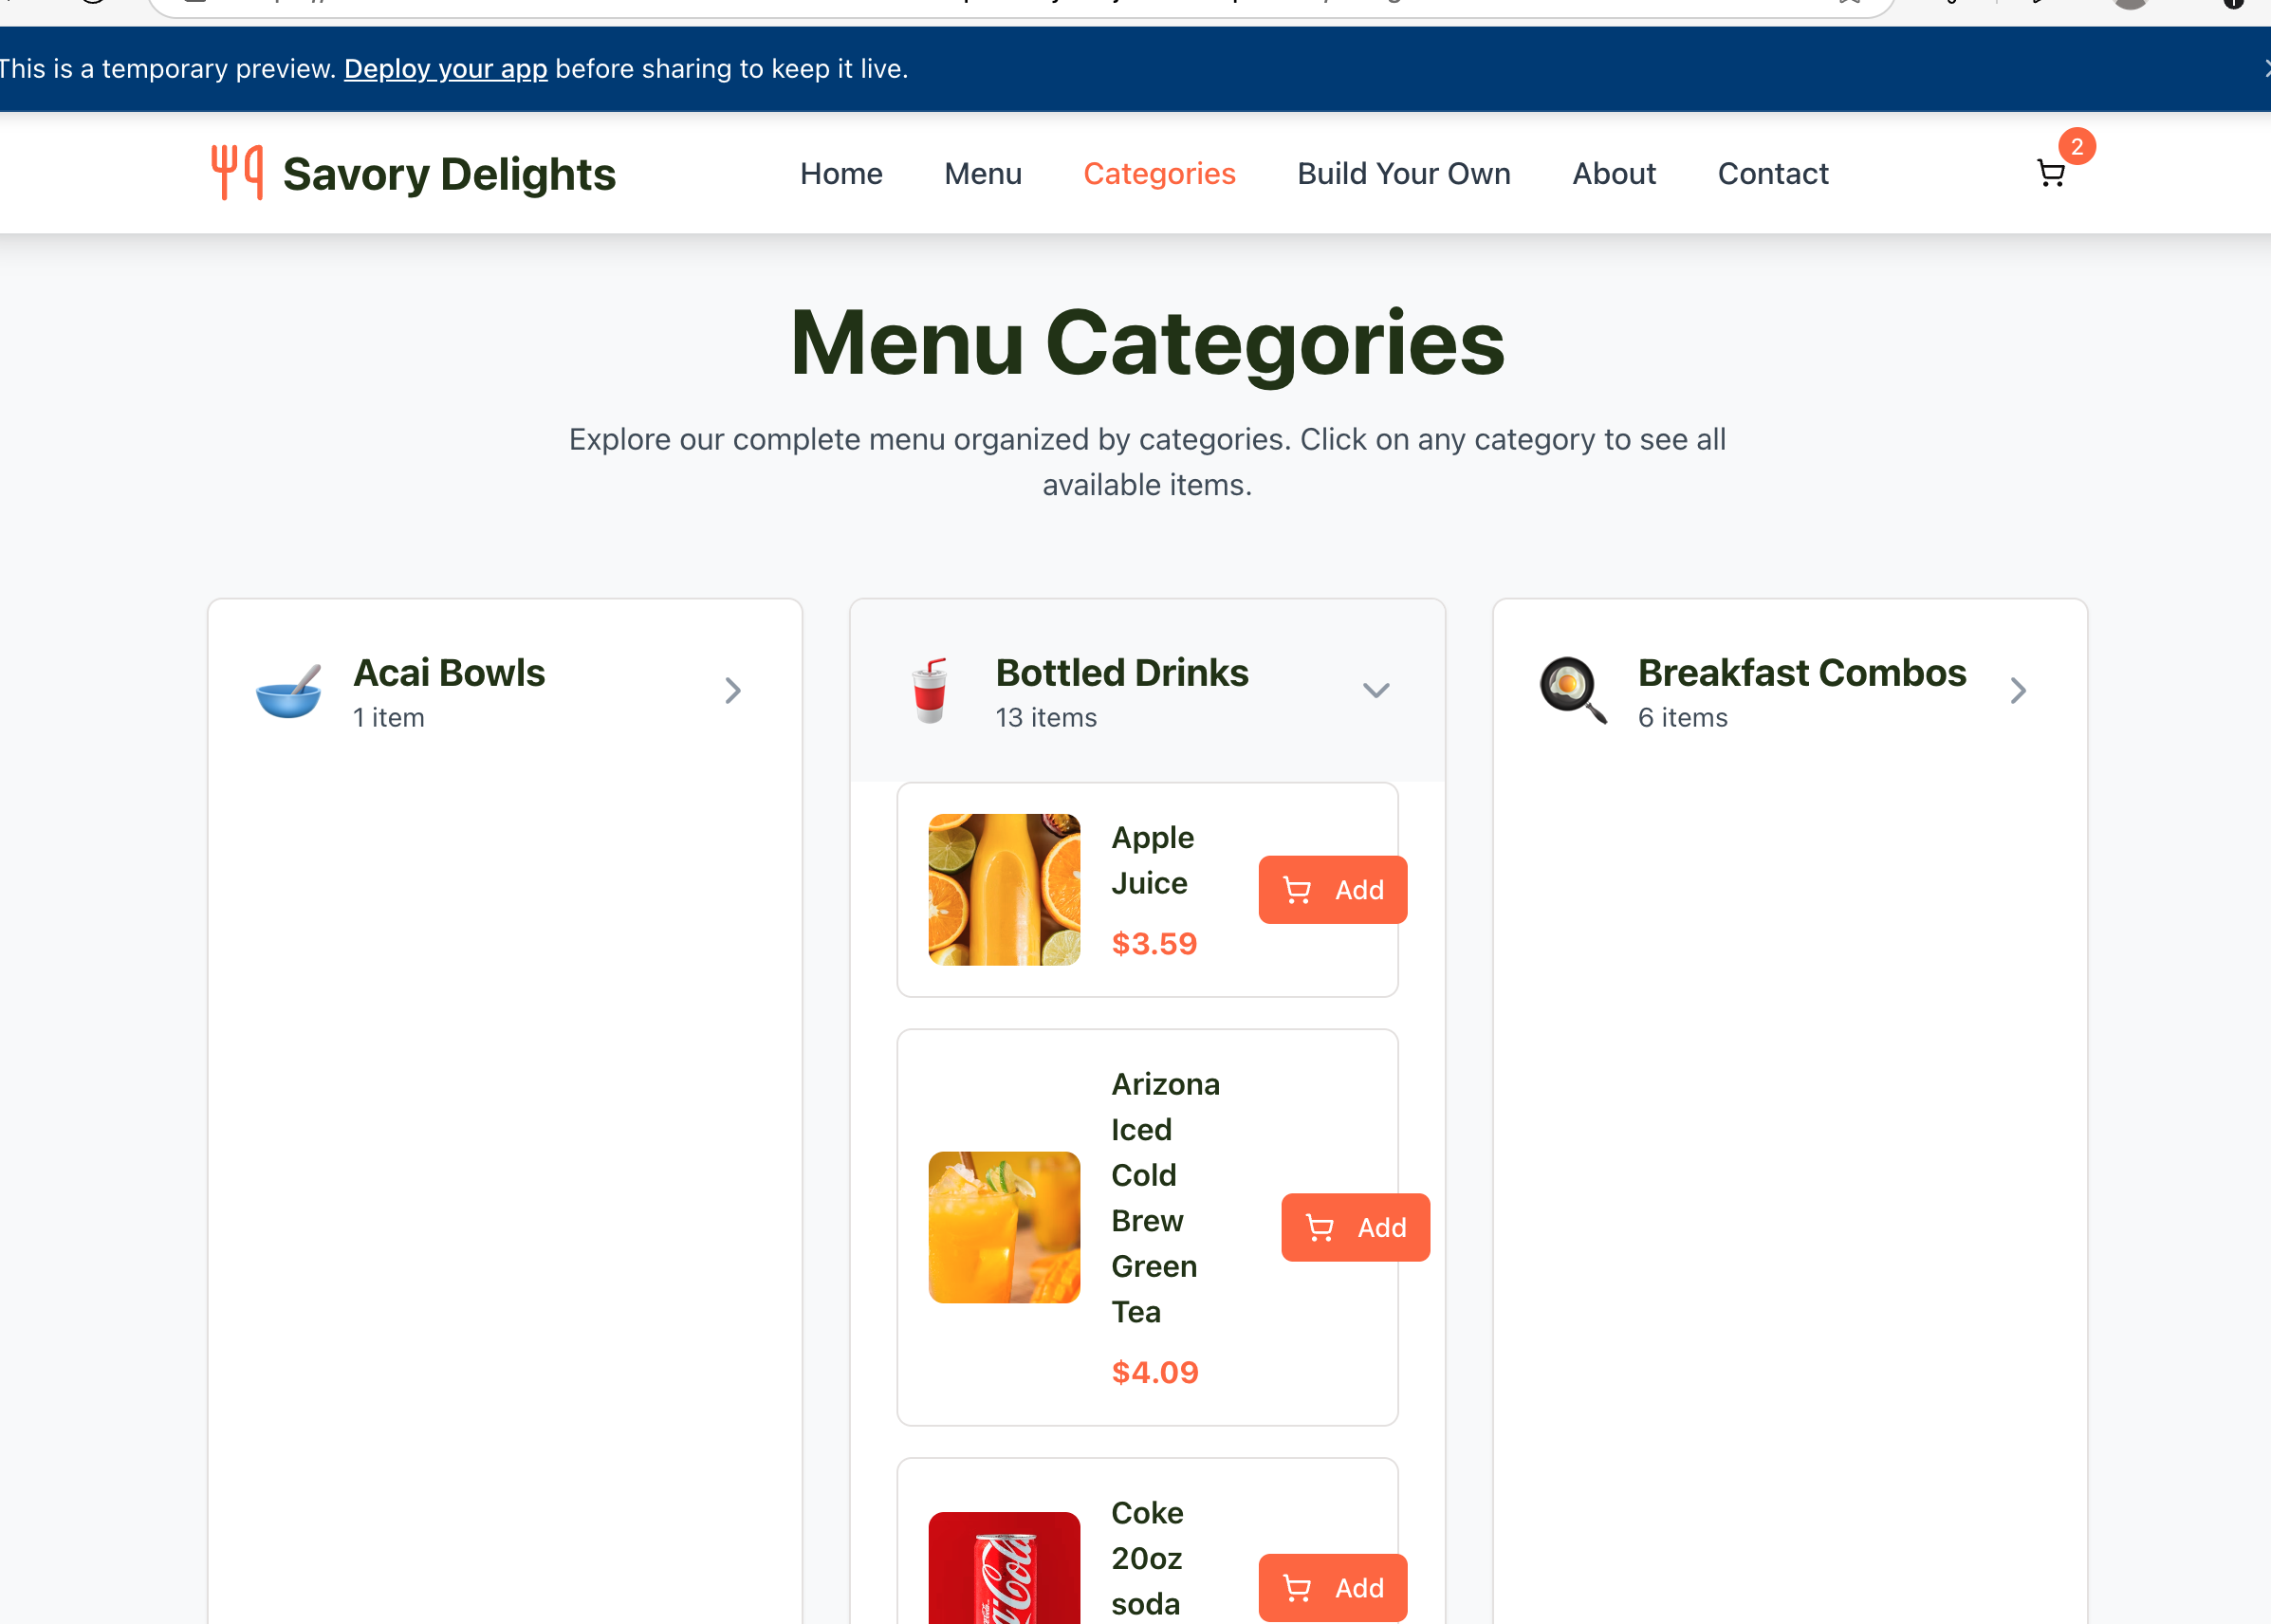 This is a temporary preview. Deploy your app before sharing to keep it live.
Savory Delights
Home
Menu
Categories
Build Your Own
About
Contact
2
Menu Categories
Explore our complete menu organized by categories. Click on any category to see all
available items.
Acai Bowls
1 item
Bottled Drinks
13 items
Breakfast Combos
6 items
Apple
Juice
$3.59
Add
Arizona
Iced
Cold
Brew
Green
Tea
$4.09
Add
Coke
20oz
soda
Add